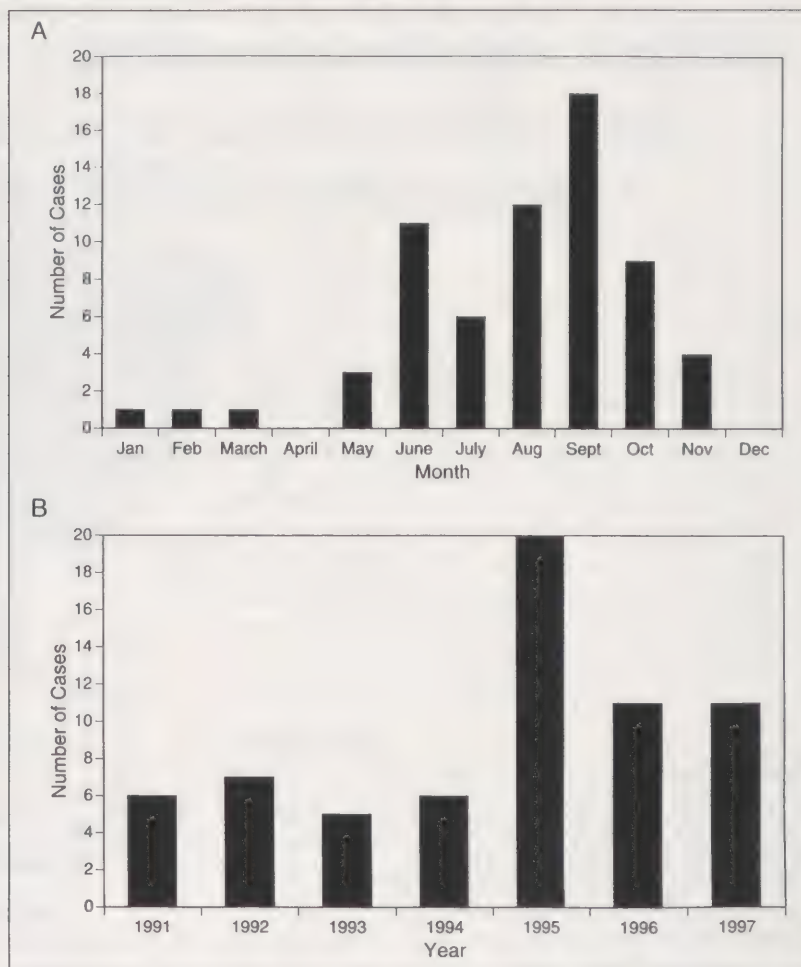 A
20
18
16
14
12
10
8
6
4
2
0
Number of Cases
Jan Feb March April May June July Aug Sept Oct Nov Dec
Month
B
20
18
16
14
12
10
8
6
4
2
0
Number of Cases
1991 1992 1993 1994 1995 1996 1997
Year